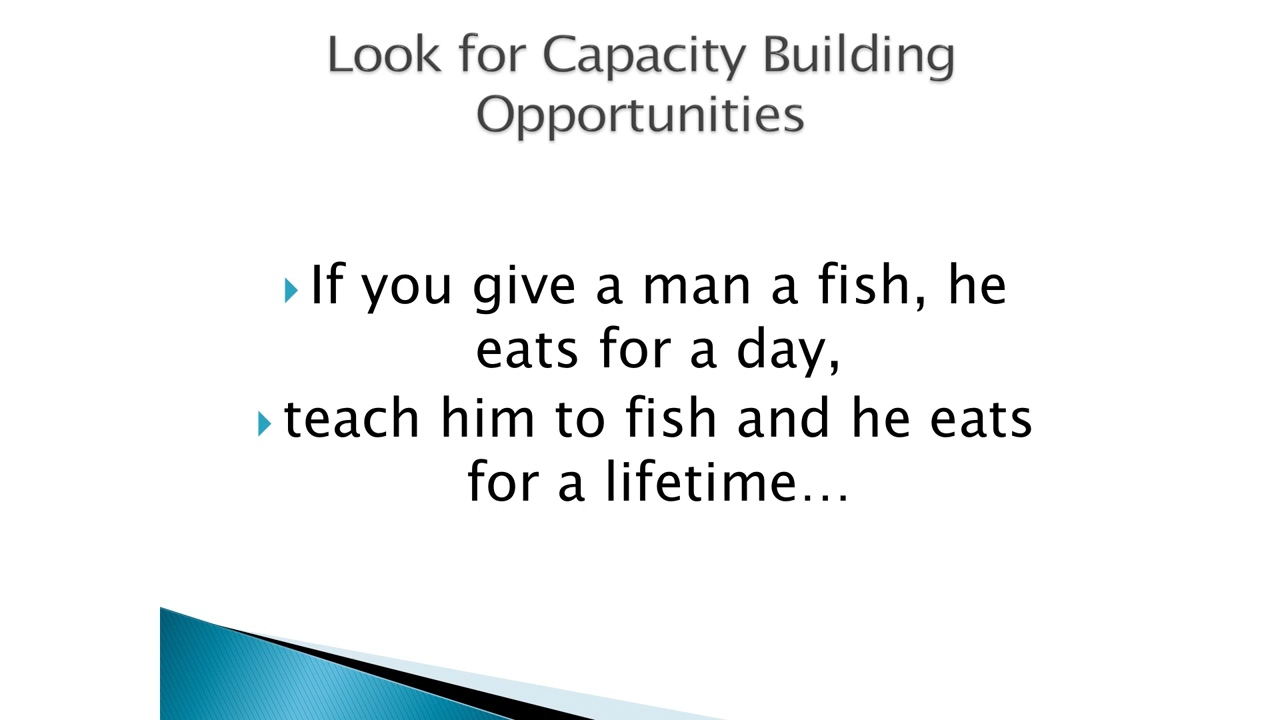 Look for Capacity Building
Opportunities
If you give a man a fish, he
eats for a day,
teach him to fish and he eats
for a lifetime…